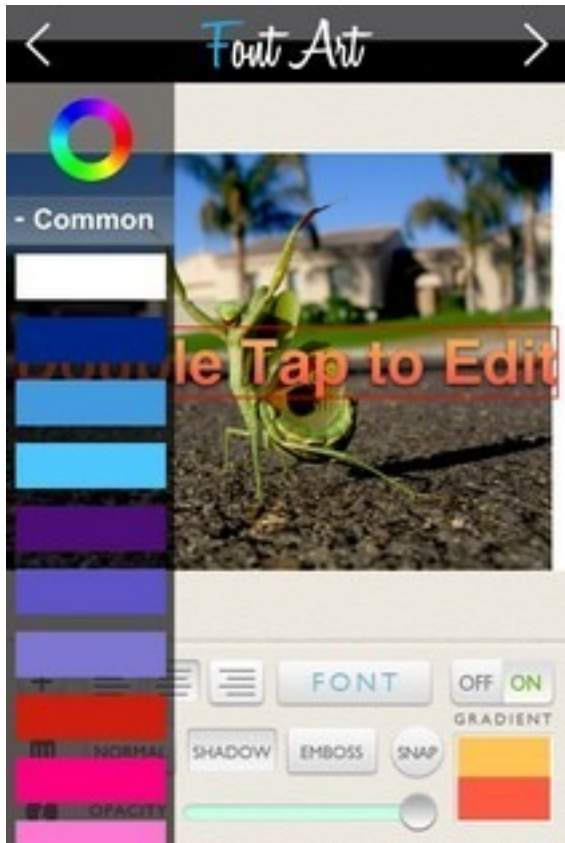 Font Art
- Common
Double Tap to Edit
FONT
OFF ON
GRADIENT
NORMAL SHADOW EMBOSS SNAP
OPACITY